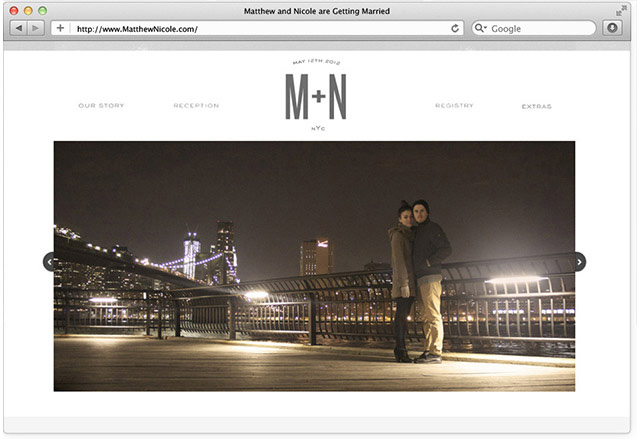 Matthew and Nicole are Getting Married
http://www.MatthewNicole.com/
Google
MAY 12TH 2012
M+N
NYC
OUR STORY
RECEPTION
REGISTRY
EXTRAS